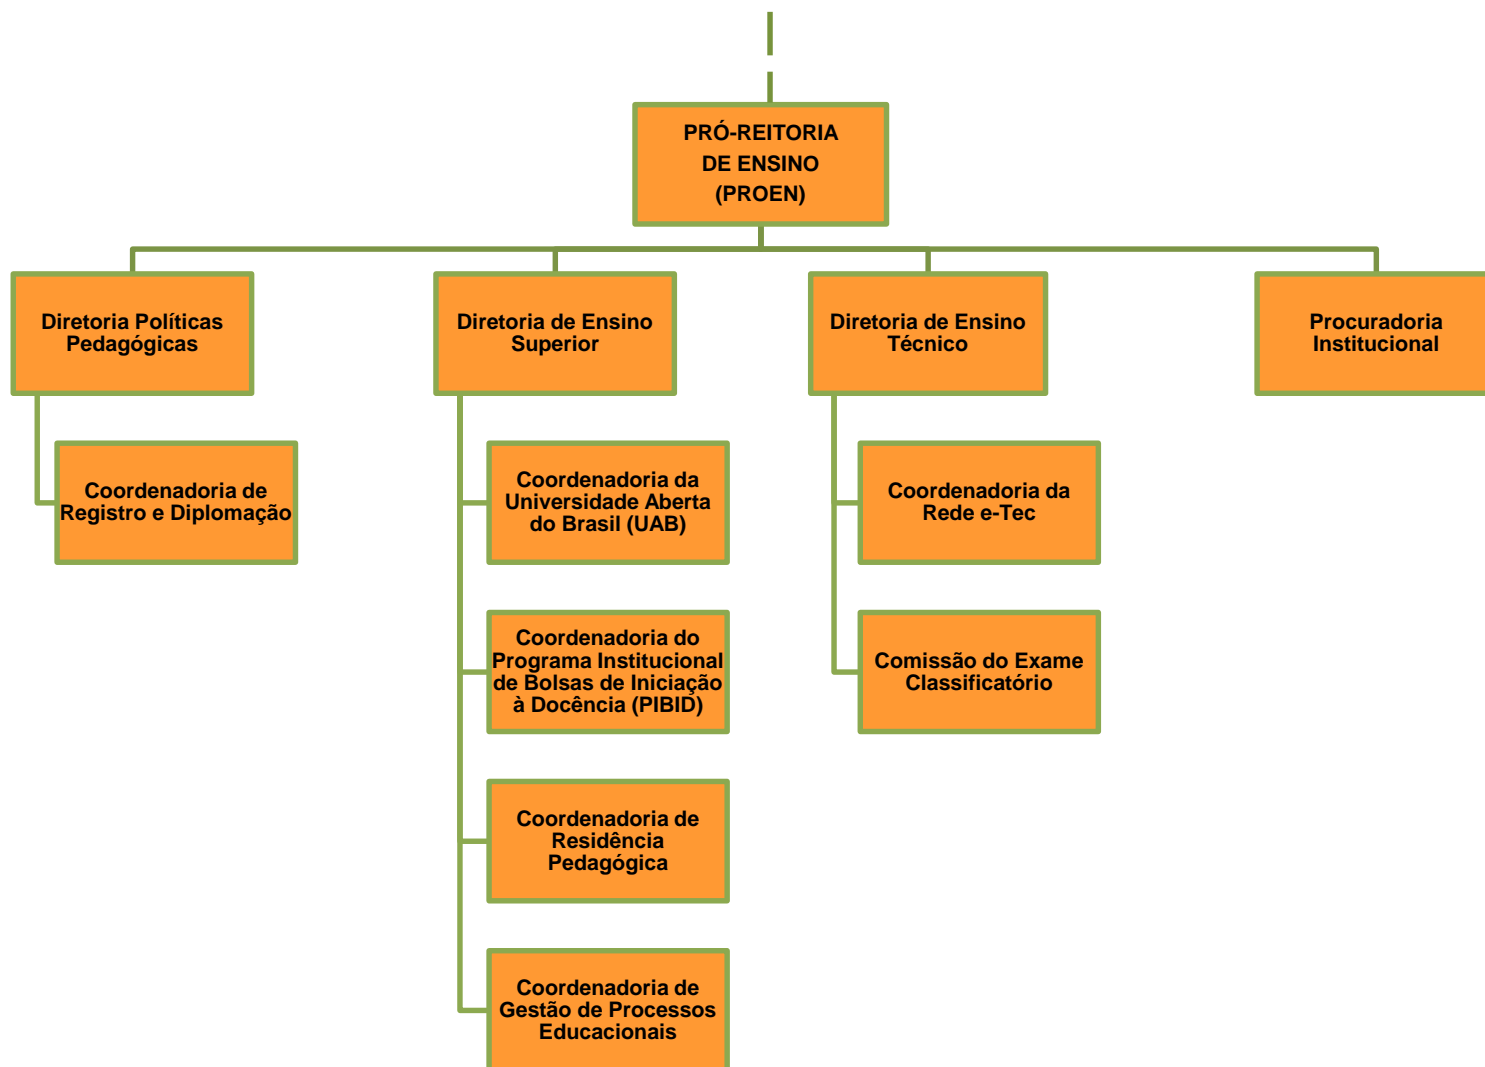 PRÓ-REITORIA
DE ENSINO
(PROEN)
Diretoria Políticas
Pedagógicas
Diretoria de Ensino
Superior
Diretoria de Ensino
Técnico
Procuradoria
Institucional
Coordenadoria de
Registro e Diplomação
Coordenadoria da
Universidade Aberta
do Brasil (UAB)
Coordenadoria da
Rede e-Tec
Coordenadoria do
Programa Institucional
de Bolsas de Iniciação
à Docência (PIBID)
Comissão do Exame
Classificatório
Coordenadoria de
Residência
Pedagógica
Coordenadoria de
Gestão de Processos
Educacionais